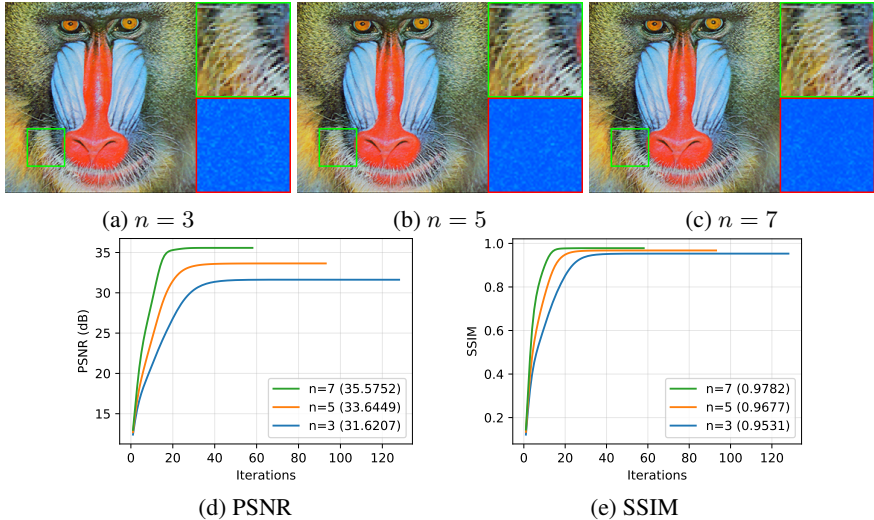 (a) n = 3
(b) n = 5
(c) n = 7
35
30
25
20
15
PSNR (dB)
n=7 (35.5752)
n=5 (33.6449)
n=3 (31.6207)
0 20 40 60 80 100 120
Iterations
(d) PSNR
1.0
0.8
0.6
0.4
0.2
SSIM
n=7 (0.9782)
n=5 (0.9677)
n=3 (0.9531)
0 20 40 60 80 100 120
Iterations
(e) SSIM